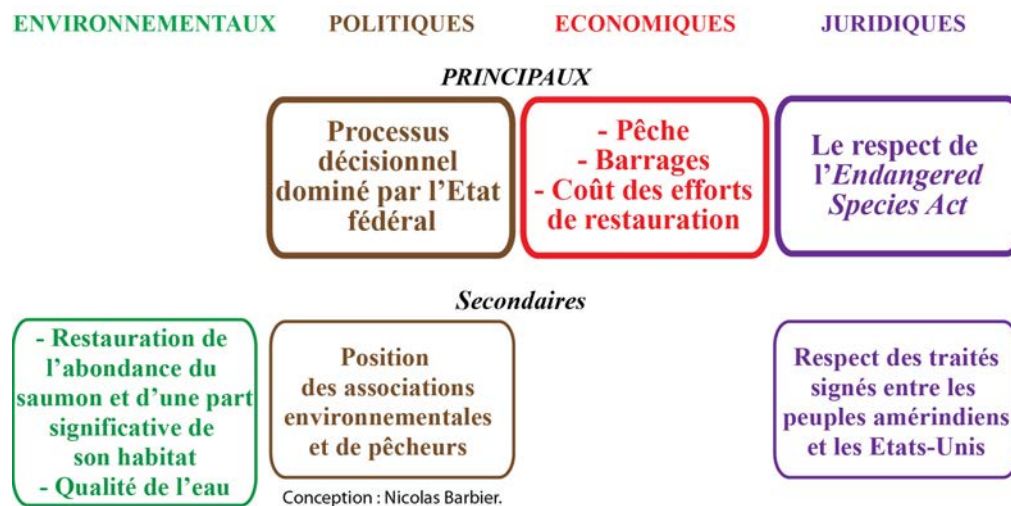 ENVIRONNEMENTAUX POLITIQUES ECONOMIQUES JURIDIQUES
PRINCIPAUX
Processus
décisionnel
dominé par l'Etat
fédéral
- Pêche
- Barrages
- Coût des efforts
de restauration
Le respect de
l'Endangered
Species Act
Secondaires
- Restauration de
l'abondance du
saumon et d'une part
significative de
son habitat
- Qualité de l'eau
Position
des associations
environnementales
et de pêcheurs
Respect des traités
signés entre les
peuples amérindiens
et les Etats-Unis
Conception : Nicolas Barbier.